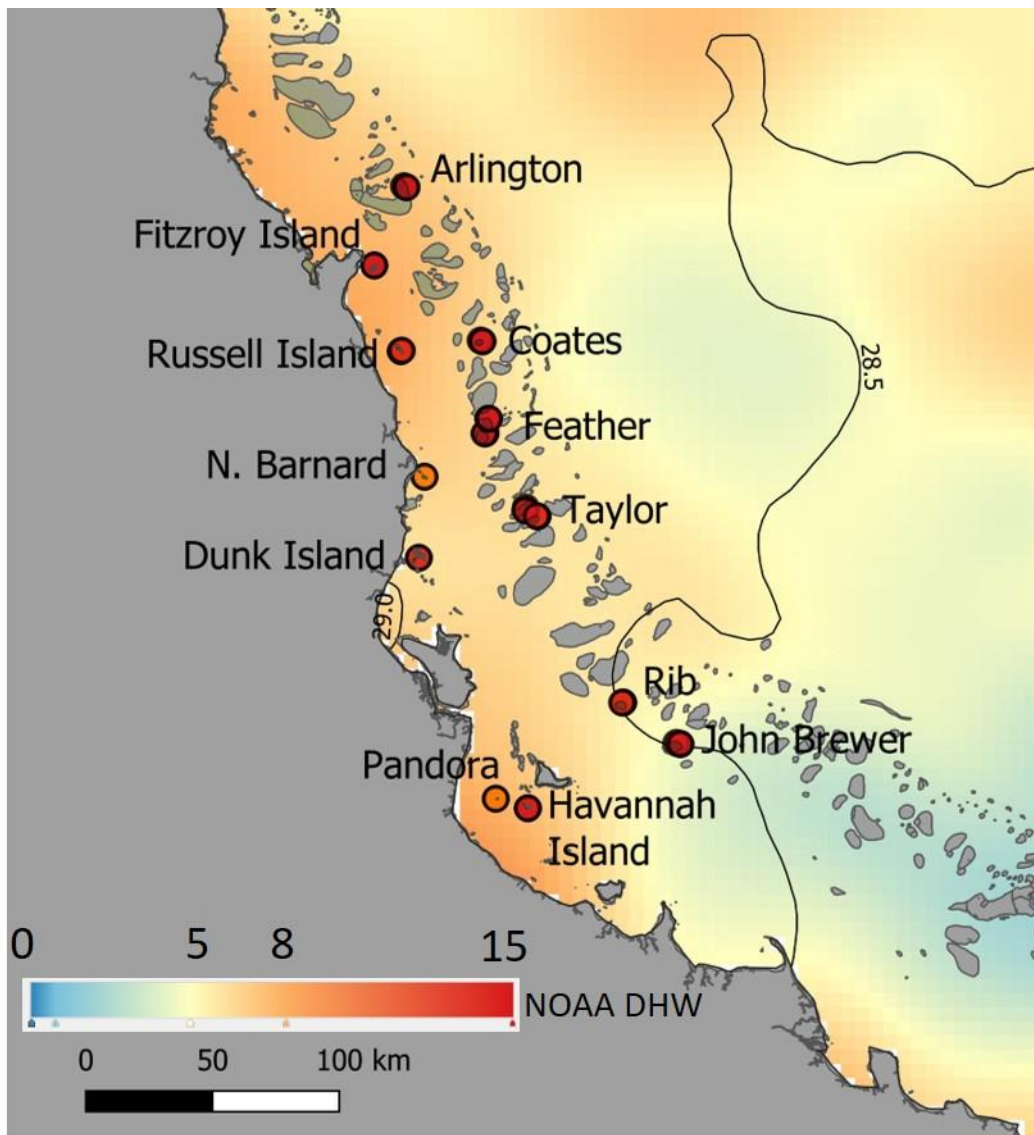 Arlington
Fitzroy Island
28.5
Russell Island
Coates
Feather
N. Barnard
Taylor
Dunk Island
29.0
Rib
John Brewer
Pandora
Havannah
Island
0 5 8 15
NOAA DHW
0 50 100 km